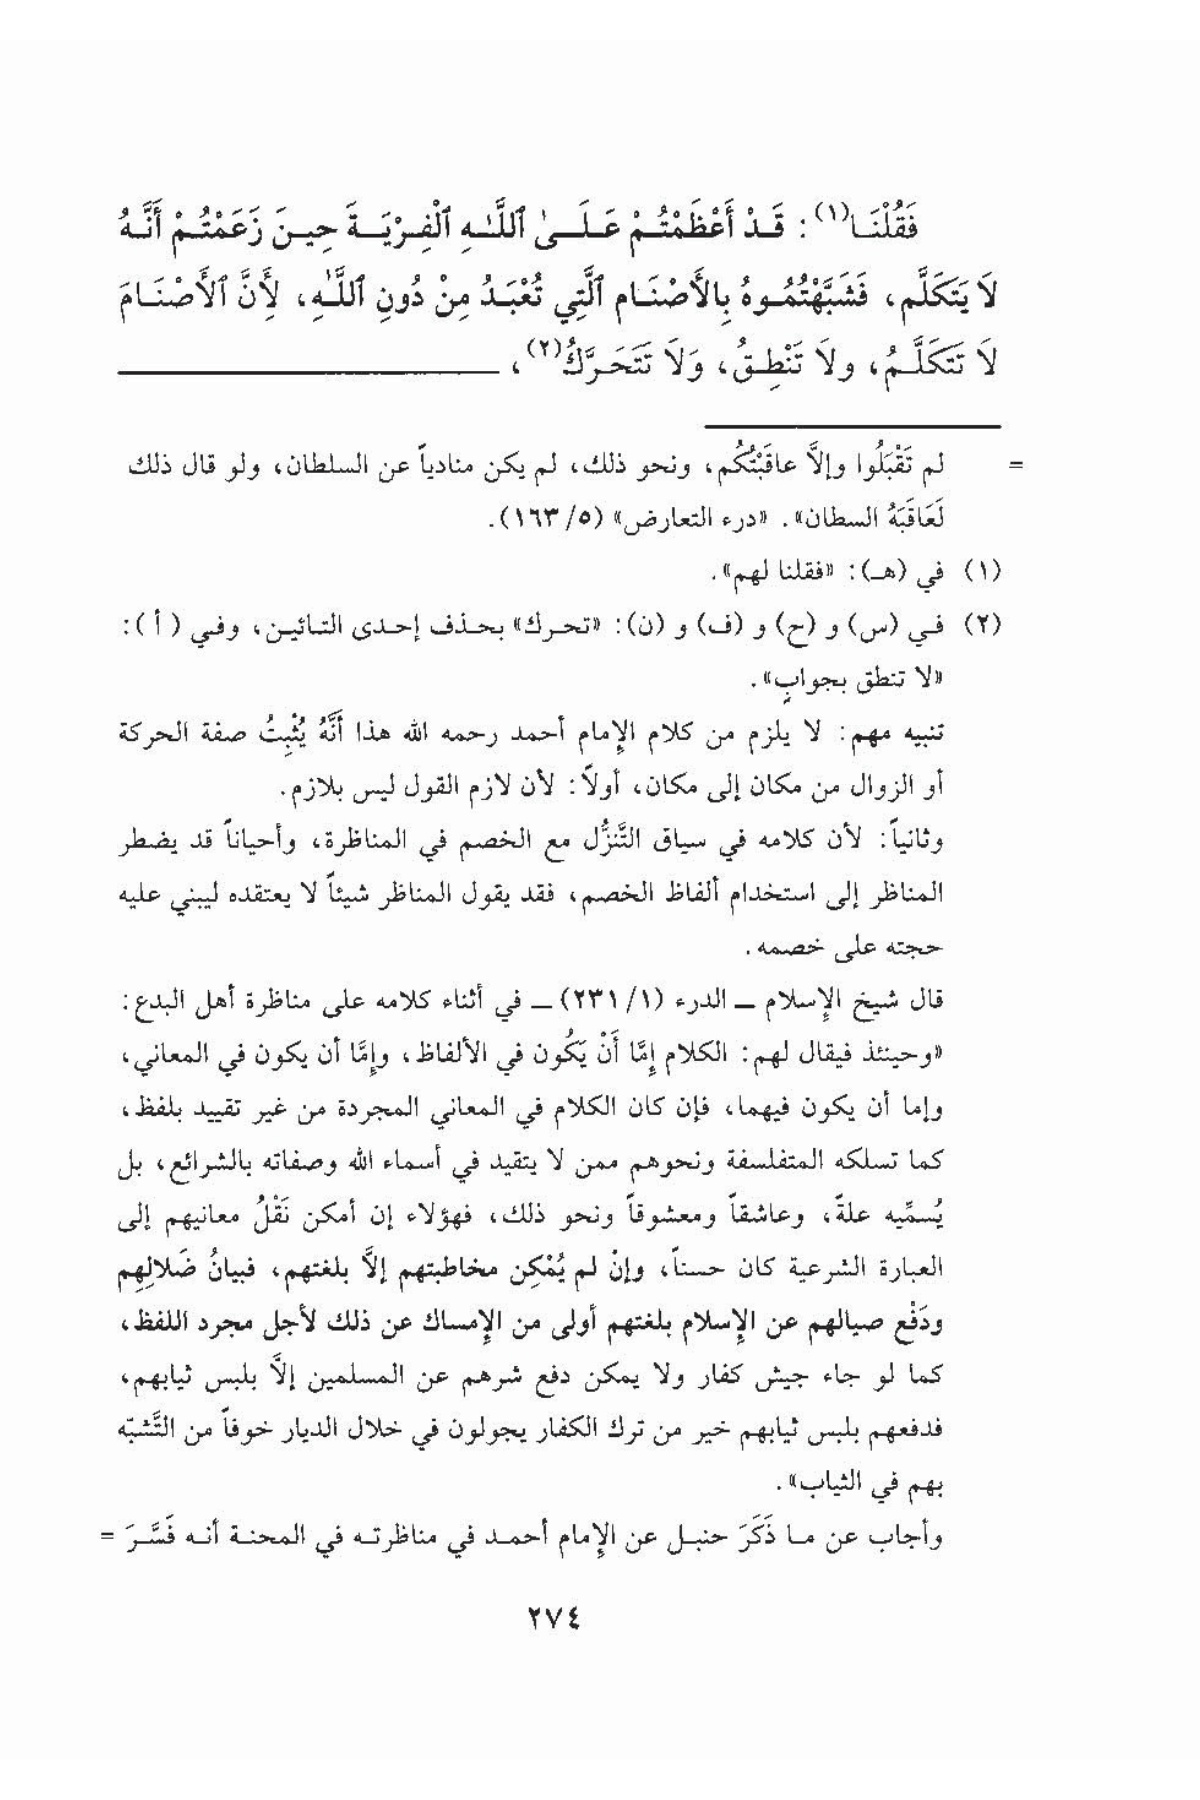 فَقُلْنَا(١): قَدْ أَعْظَمْتُمْ عَلَىٰ ٱللَّـٰهِ ٱلْفِرْيَةَ حِينَ زَعَمْتُمْ أَنَّهُ
لَا يَتَكَلَّم، فَشَبَّهْتُمُوهُ بِالأَصْنَام ٱلَّتِي تُعْبَدُ مِنْ دُونِ ٱللَّـٰهِ، لِأَنَّ ٱلأَصْنَامَ
لَا تَتَكَلَّمُ، ولَا تَنْطِقُ، وَلَا تَتَحَرَّكُ(٢)،
= لم تَقْبَلُوا وإلَّا عاقَبْتُكُم، ونحو ذلك، لم يكن منادياً عن السلطان، ولو قال ذلك
لَعَاقَبَهُ السطان». «درء التعارض» (٥/ ١٦٣).
(١) في (هـ): «فقلنا لهم».
(٢) في (س) و (ح) و (ف) و (ن): «تحرك» بحذف إحدى التائين، وفي (أ):
«لا تنطق بجوابٍ».
تنبيه مهم: لا يلزم من كلام الإمام أحمد رحمه الله هذا أَنَّهُ يُثْبِتُ صفة الحركة
أو الزوال من مكان إلى مكان، أولاً: لأن لازم القول ليس بلازم.
وثانياً: لأن كلامه في سياق التَّنزُّل مع الخصم في المناظرة، وأحياناً قد يضطر
المناظر إلى استخدام ألفاظ الخصم، فقد يقول المناظر شيئاً لا يعتقده ليبني عليه
حجته على خصمه.
قال شيخ الإسلام ــ الدرء (١/ ٢٣١) ــ في أثناء كلامه على مناظرة أهل البدع:
«وحينئذ فيقال لهم: الكلام إمَّا أَنْ يَكُون في الألفاظ، وإمَّا أن يكون في المعاني،
وإما أن يكون فيهما، فإن كان الكلام في المعاني المجردة من غير تقييد بلفظ،
كما تسلكه المتفلسفة ونحوهم ممن لا يتقيد في أسماء الله وصفاته بالشرائع، بل
يُسمِّيه علةً، وعاشقاً ومعشوقاً ونحو ذلك، فهؤلاء إن أمكن نَقْلُ معانيهم إلى
العبارة الشرعية كان حسناً، وإنْ لم يُمْكِن مخاطبتهم إلَّا بلغتهم، فبيانُ ضَلالِهِم
ودَفْع صيالهم عن الإسلام بلغتهم أولى من الإمساك عن ذلك لأجل مجرد اللفظ،
كما لو جاء جيش كفار ولا يمكن دفع شرهم عن المسلمين إلَّا بلبس ثيابهم،
فدفعهم بلبس ثيابهم خير من ترك الكفار يجولون في خلال الديار خوفاً من التَّشبّه
بهم في الثياب».
وأجاب عن ما ذَكَرَ حنبل عن الإمام أحمد في مناظرته في المحنة أنه فَسَّرَ =
٢٧٤